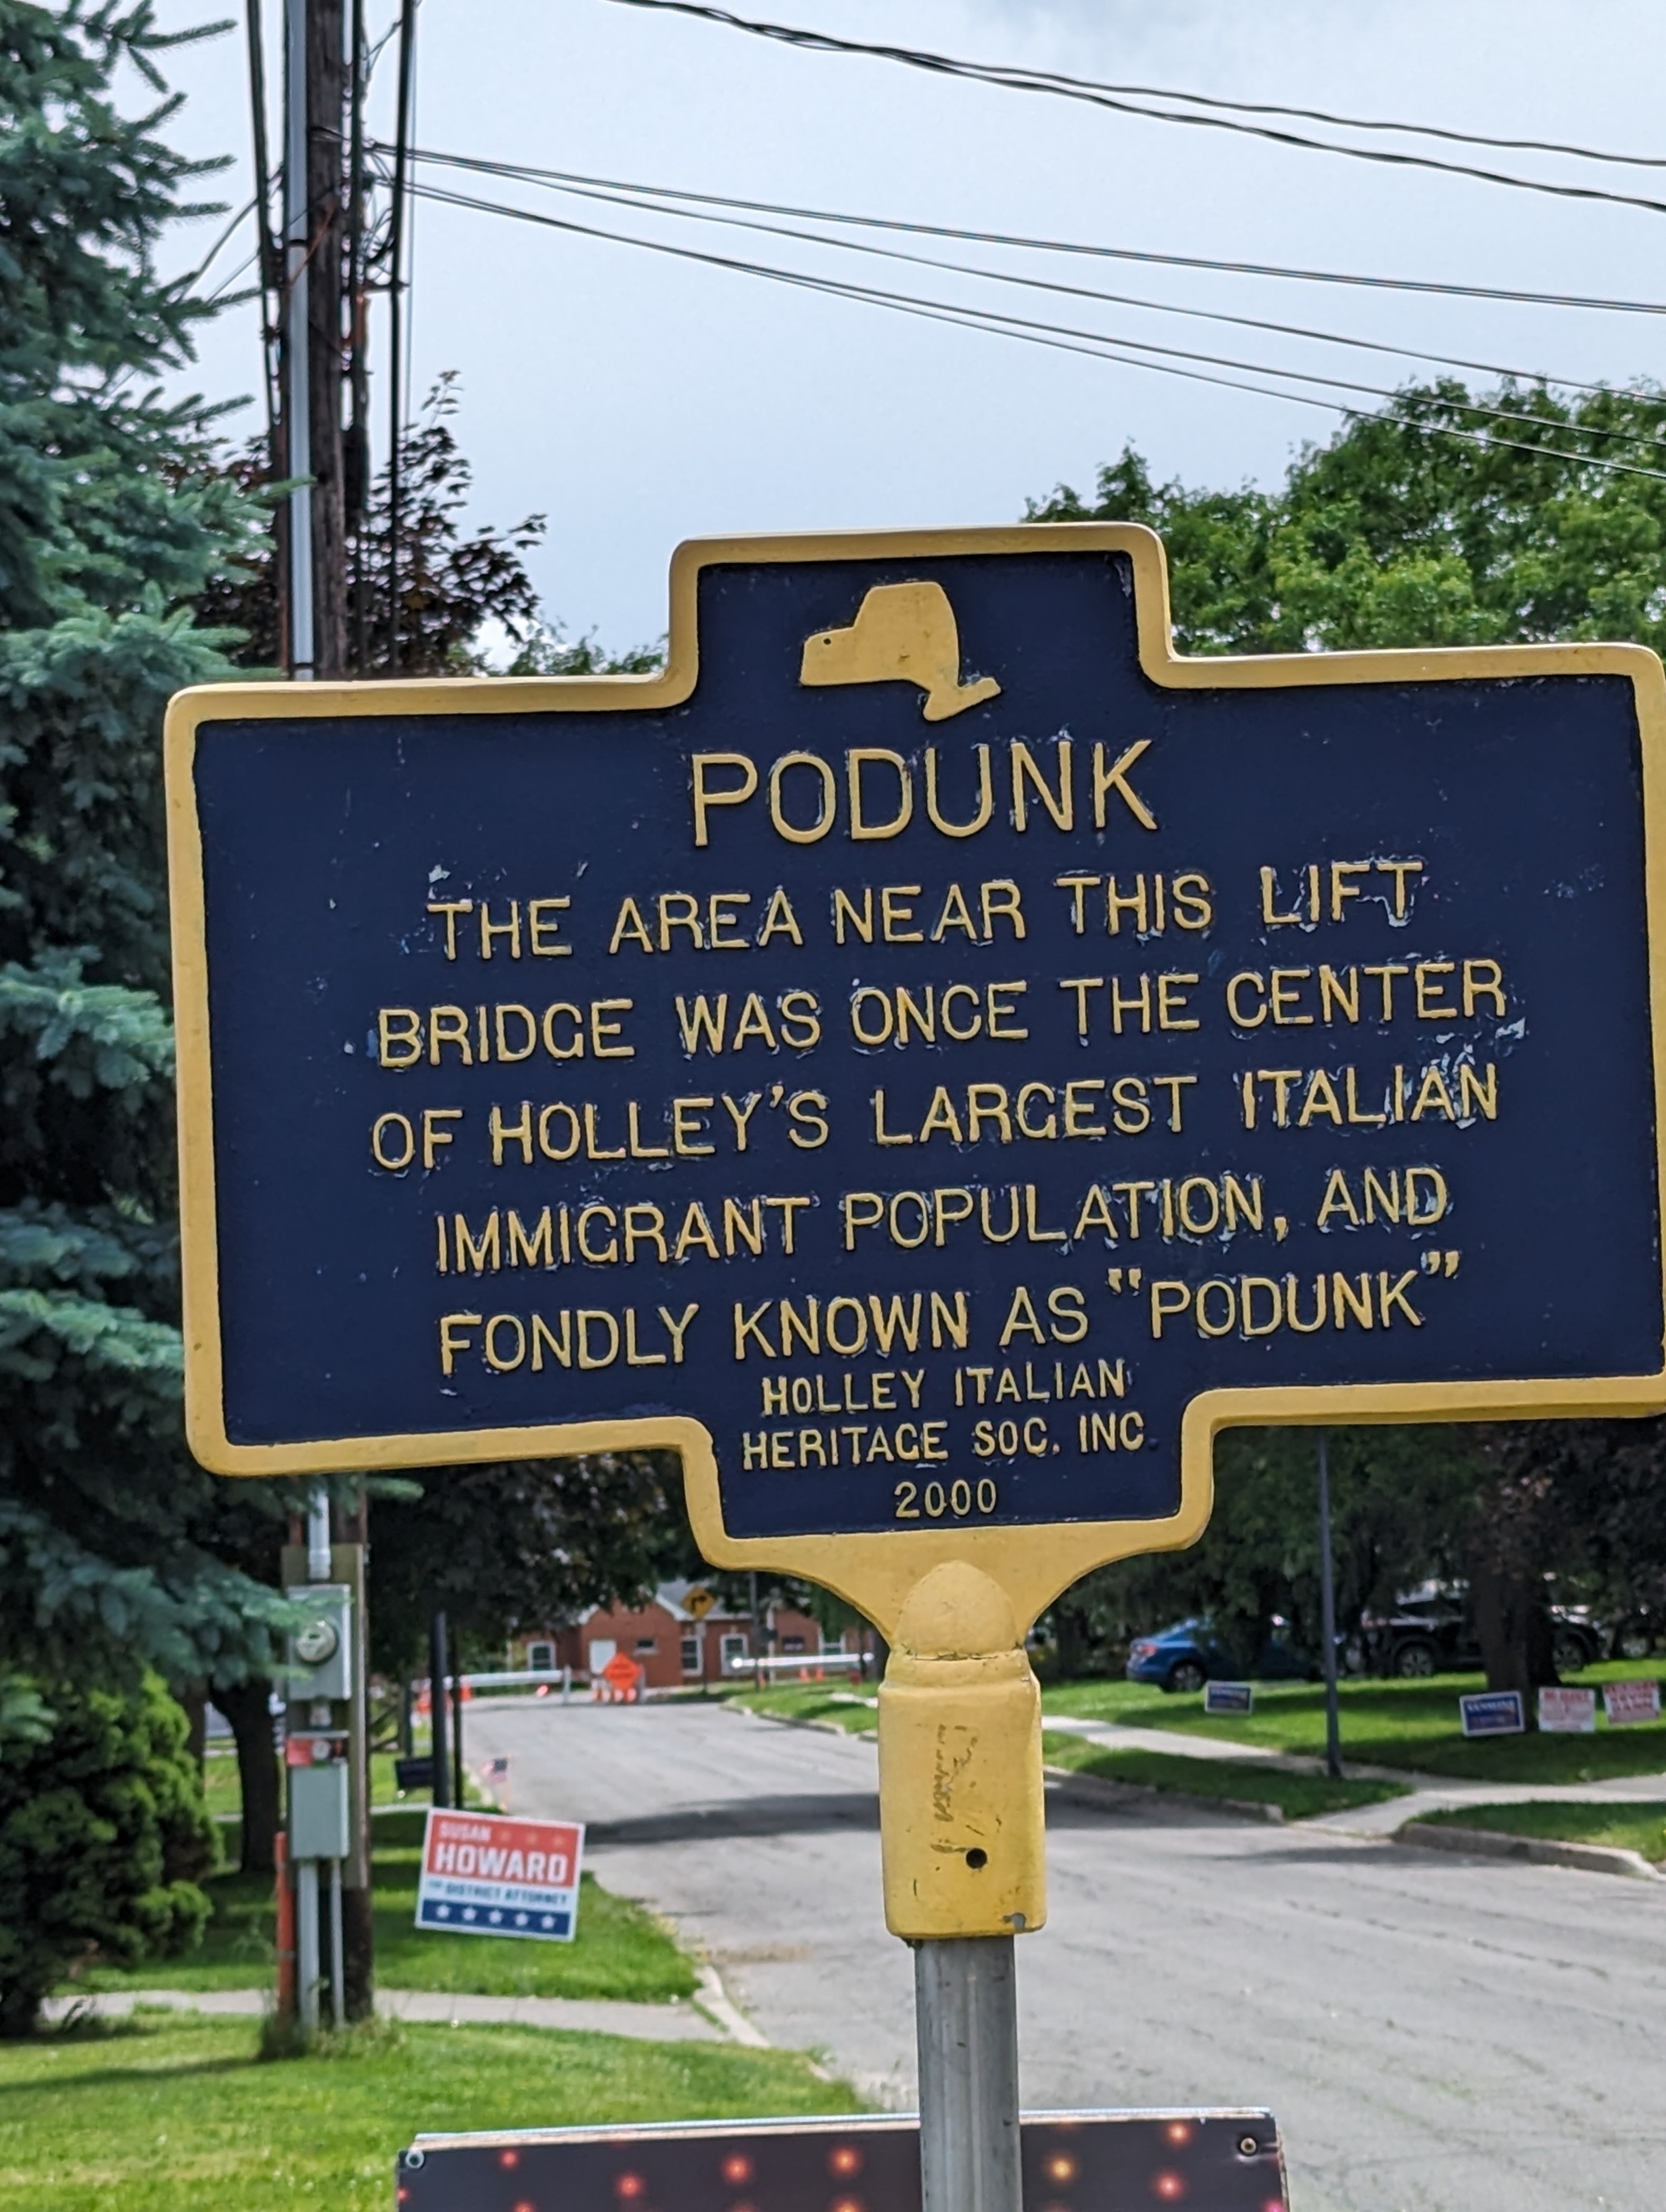 PODUNK
THE AREA NEAR THIS LIFT
BRIDGE WAS ONCE THE CENTER
OF HOLLEY'S LARGEST ITALIAN
IMMIGRANT POPULATION, AND
FONDLY KNOWN AS "PODUNK"
HOLLEY ITALIAN
HERITAGE SOC. INC
2000
SUSAN
HOWARD
FOR DISTRICT ATTORNEY